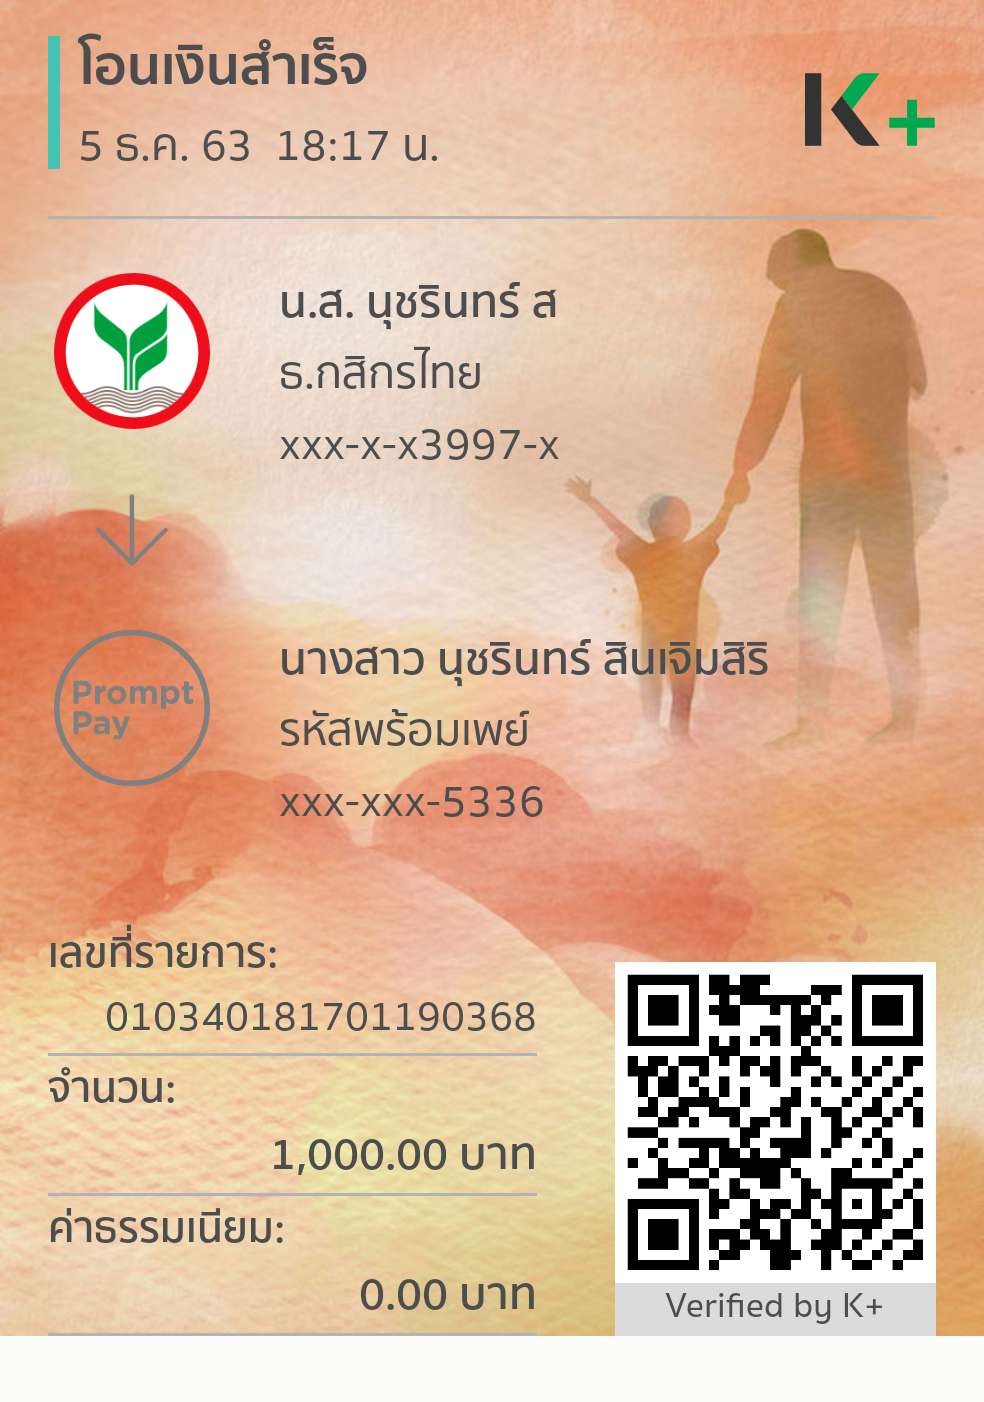 โอนเงินสำเร็จ
5 ธ.ค. 63 18:17 น.
K+
น.ส. นุชรินทร์ ส
ธ.กสิกรไทย
xxx-x-x3997-x
นางสาว นุชรินทร์ สินเจิมสิริ
Prompt
Pay
รหัสพร้อมเพย์
xxx-xxx-5336
เลขที่รายการ:
010340181701190368
จำนวน:
1,000.00 บาท
ค่าธรรมเนียม:
0.00 บาท
Verified by K+